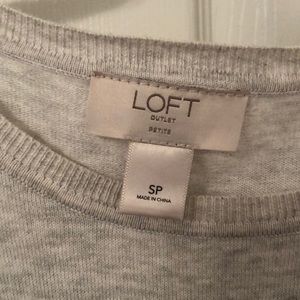 LOFT
OUTLET
PETITE
SP
MADE IN CHINA